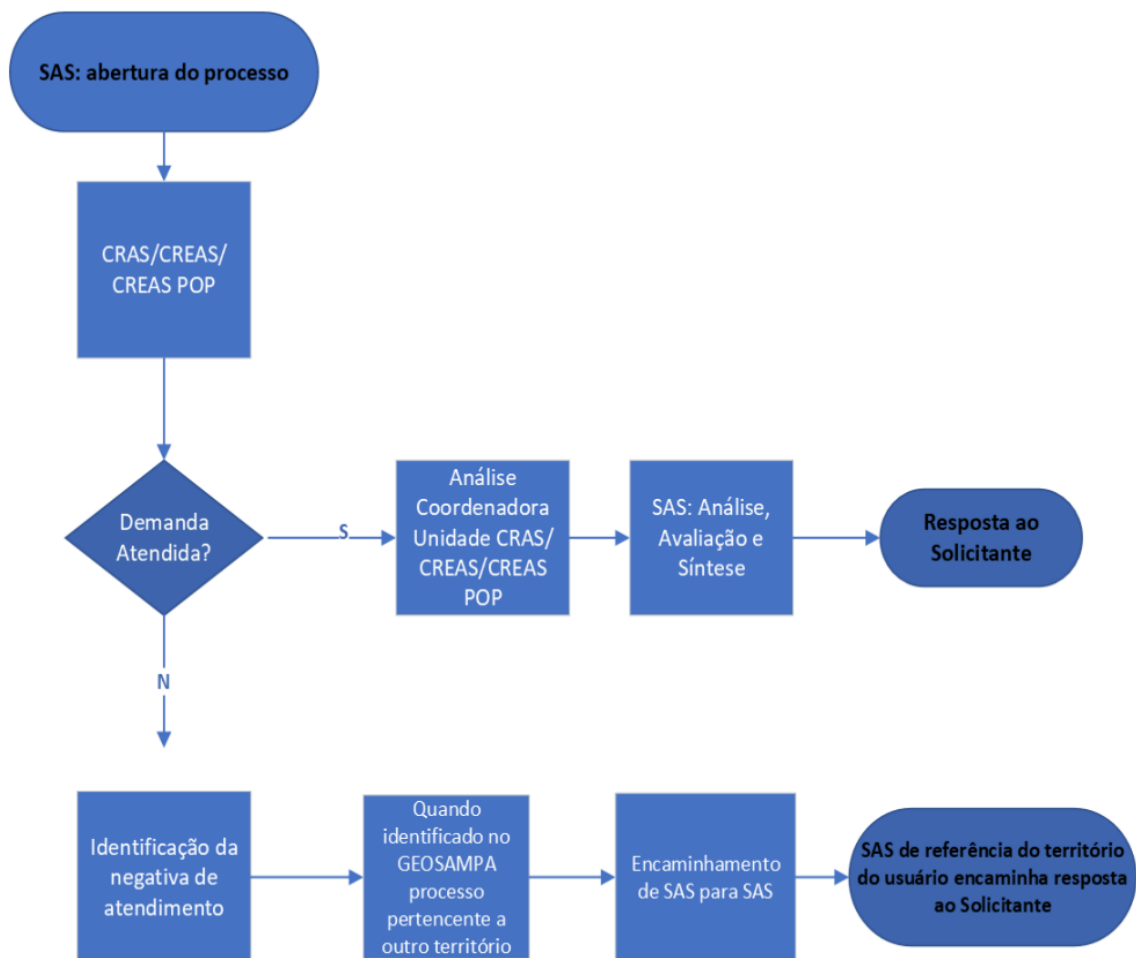 SAS: abertura do processo
CRAS/CREAS/
CREAS POP
Demanda
Atendida?
S
Análise
Coordenadora
Unidade CRAS/
CREAS/CREAS
POP
SAS: Análise,
Avaliação e
Síntese
Resposta ao
Solicitante
N
Identificação da
negativa de
atendimento
Quando
identificado no
GEOSAMPA
processo
pertencente a
outro território
Encaminhamento
de SAS para SAS
SAS de referência do território
do usuário encaminha resposta
ao Solicitante